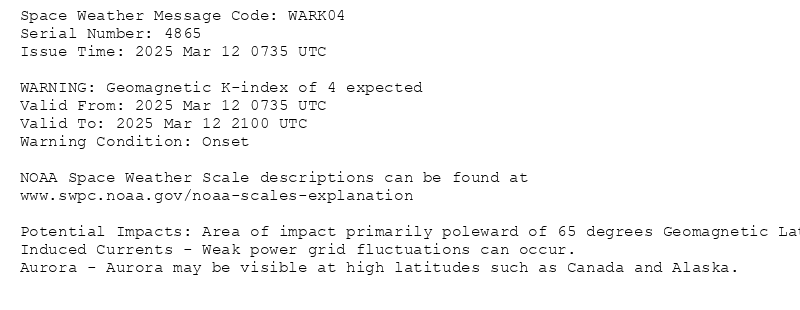 Space Weather Message Code: WARK04
Serial Number: 4865
Issue Time: 2025 Mar 12 0735 UTC
WARNING: Geomagnetic K-index of 4 expected
Valid From: 2025 Mar 12 0735 UTC
Valid To: 2025 Mar 12 2100 UTC
Warning Condition: Onset
NOAA Space Weather Scale descriptions can be found at
www.swpc.noaa.gov/noaa-scales-explanation
Potential Impacts: Area of impact primarily poleward of 65 degrees Geomagnetic
Induced Currents - Weak power grid fluctuations can occur.
Aurora - Aurora may be visible at high latitudes such as Canada and Alaska.